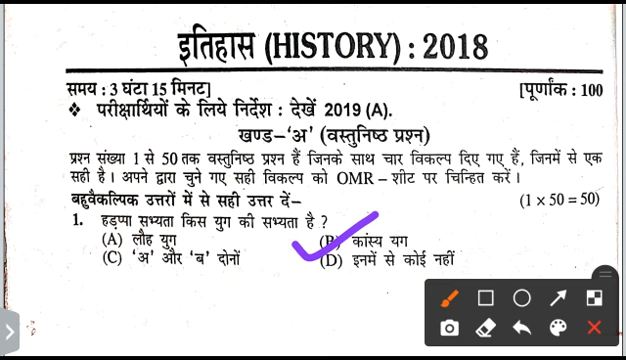 इतिहास (HISTORY) : 2018
समय : 3 घंटा 15 मिनट] [पूर्णांक : 100
❖ परीक्षार्थियों के लिये निर्देश : देखें 2019 (A).
खण्ड–‘अ’ (वस्तुनिष्ठ प्रश्न)
प्रश्न संख्या 1 से 50 तक वस्तुनिष्ठ प्रश्न हैं जिनके साथ चार विकल्प दिए गए हैं, जिनमें से एक
सही है। अपने द्वारा चुने गए सही विकल्प को OMR – शीट पर चिन्हित करें।
बहुवैकल्पिक उत्तरों में से सही उत्तर दें– (1 × 50 = 50)
1. हड़प्पा सभ्यता किस युग की सभ्यता है ?
(A) लौह युग (B) कांस्य यग
(C) ‘अ’ और ‘ब’ दोनों (D) इनमें से कोई नहीं